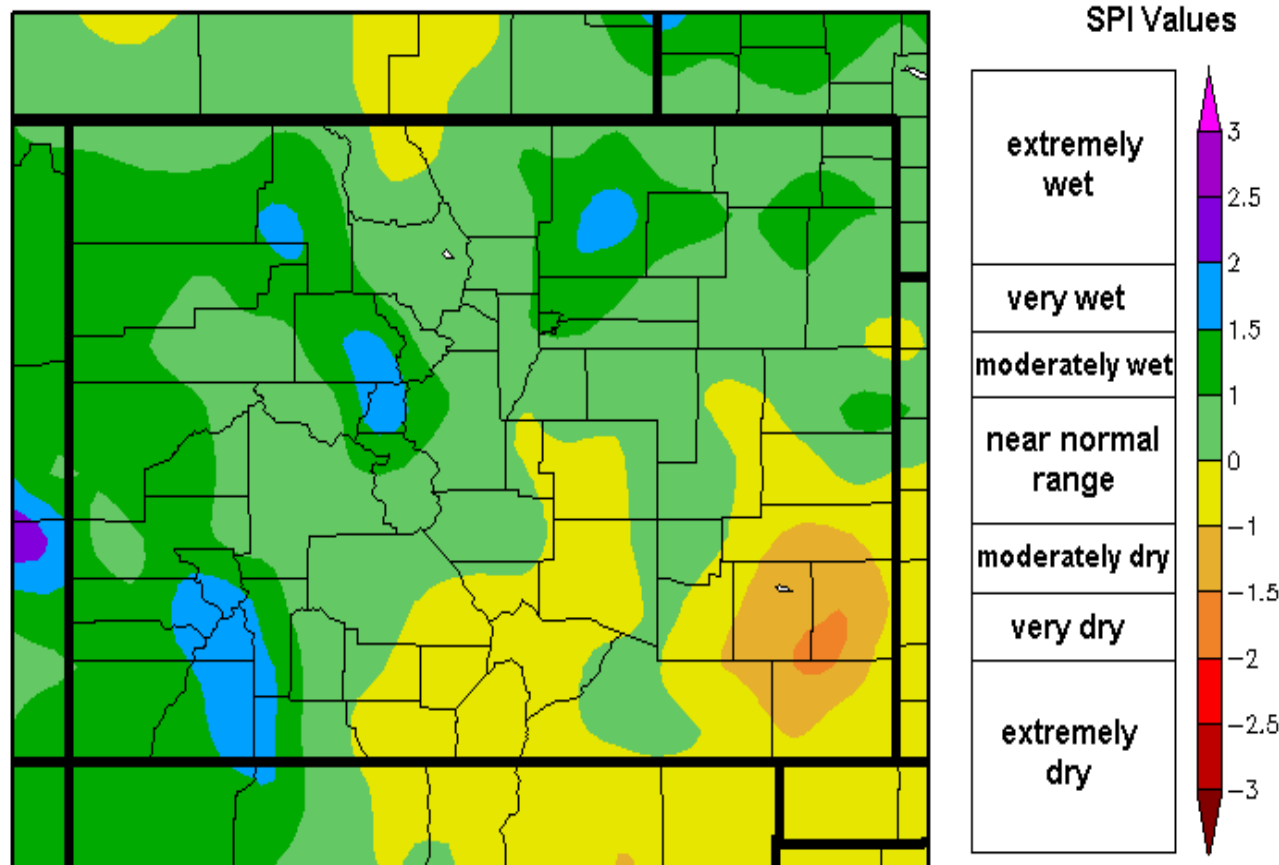 SPI Values
extremely
wet
very wet
moderately wet
near normal
range
moderately dry
very dry
extremely
dry
3
2.5
2
1.5
1
0
−1
−1.5
−2
−2.5
−3